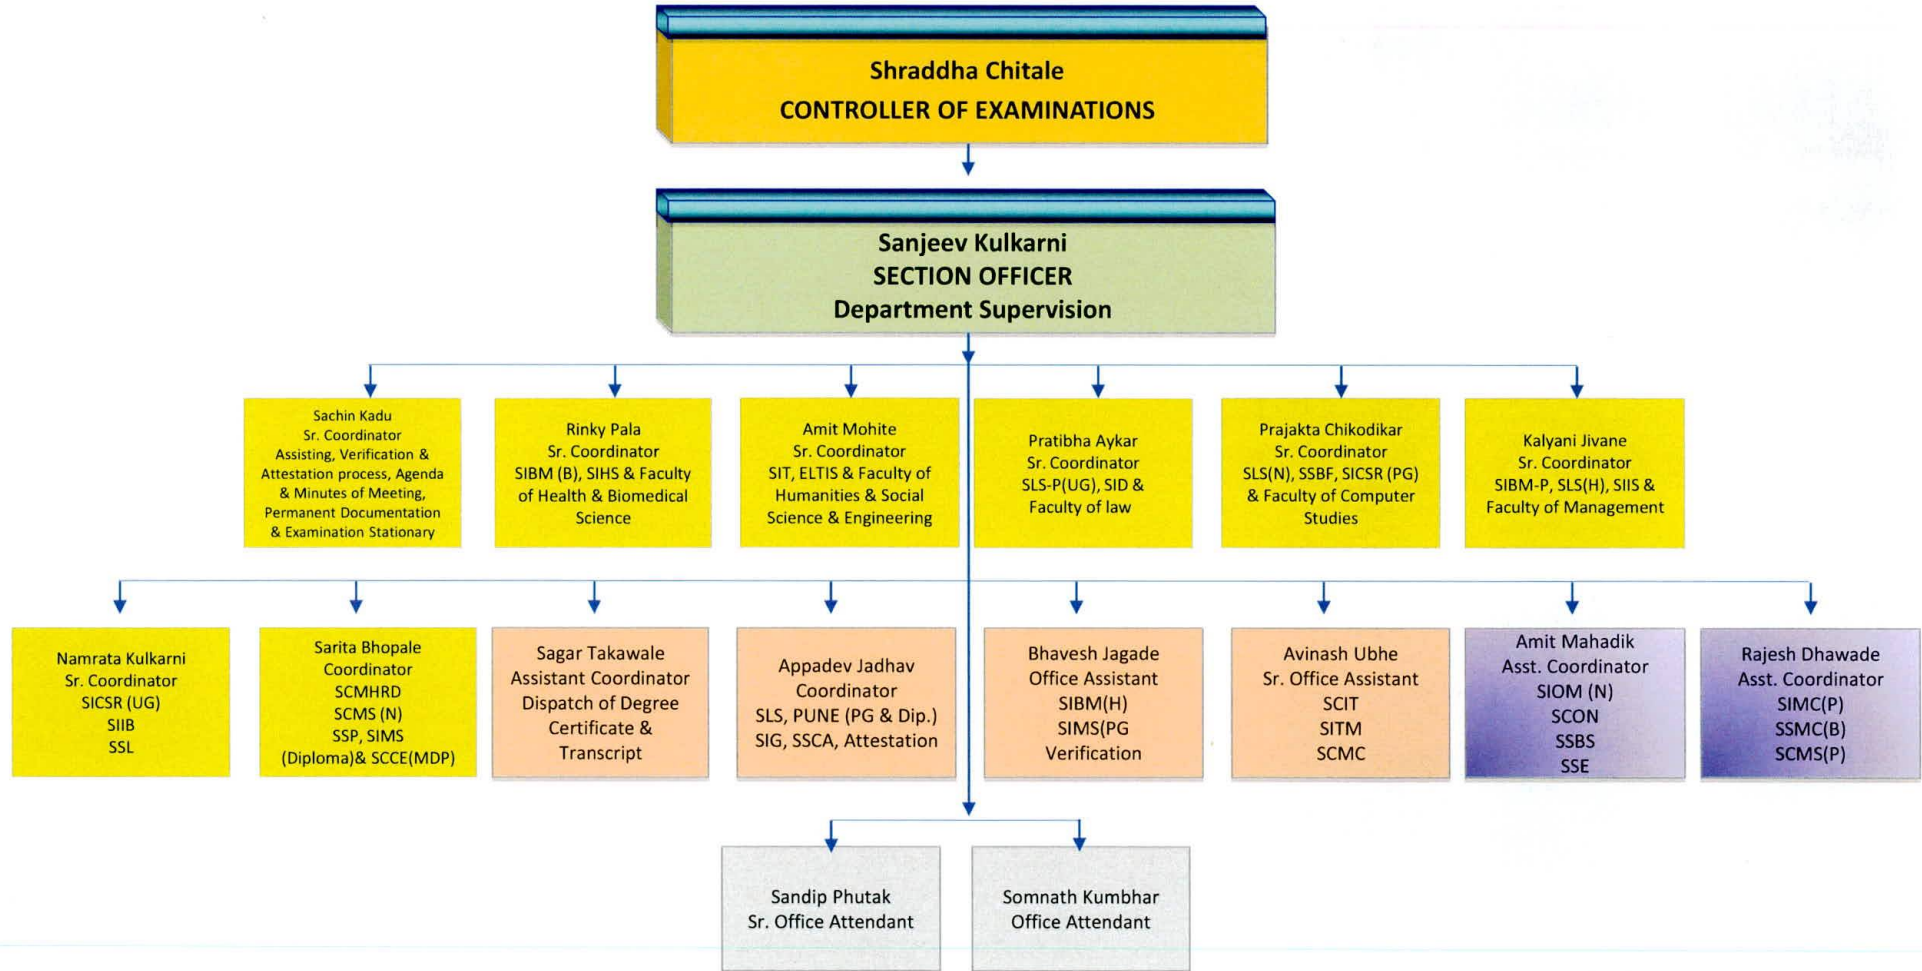 Shraddha Chitale
CONTROLLER OF EXAMINATIONS
Sanjeev Kulkarni
SECTION OFFICER
Department Supervision
Sachin Kadu
Sr. Coordinator
Assisting, Verification &
Attestation process, Agenda
& Minutes of Meeting,
Permanent Documentation
& Examination Stationary
Rinky Pala
Sr. Coordinator
SIBM (B), SIHS & Faculty
of Health & Biomedical
Science
Amit Mohite
Sr. Coordinator
SIT, ELTIS & Faculty of
Humanities & Social
Science & Engineering
Pratibha Aykar
Sr. Coordinator
SLS-P(UG), SID &
Faculty of law
Prajakta Chikodikar
Sr. Coordinator
SLS(N), SSBF, SICSR (PG)
& Faculty of Computer
Studies
Kalyani Jivane
Sr. Coordinator
SIBM-P, SLS(H), SIIS &
Faculty of Management
Namrata Kulkarni
Sr. Coordinator
SICSR (UG)
SIIB
SSL
Sarita Bhopale
Coordinator
SCMHRD
SCMS (N)
SSP, SIMS
(Diploma)& SCCE(MDP)
Sagar Takawale
Assistant Coordinator
Dispatch of Degree
Certificate &
Transcript
Appadev Jadhav
Coordinator
SLS, PUNE (PG & Dip.)
SIG, SSCA, Attestation
Bhavesh Jagade
Office Assistant
SIBM(H)
SIMS(PG
Verification
Avinash Ubhe
Sr. Office Assistant
SCIT
SITM
SCMC
Amit Mahadik
Asst. Coordinator
SIOM (N)
SCON
SSBS
SSE
Rajesh Dhawade
Asst. Coordinator
SIMC(P)
SSMC(B)
SCMS(P)
Sandip Phutak
Sr. Office Attendant
Somnath Kumbhar
Office Attendant